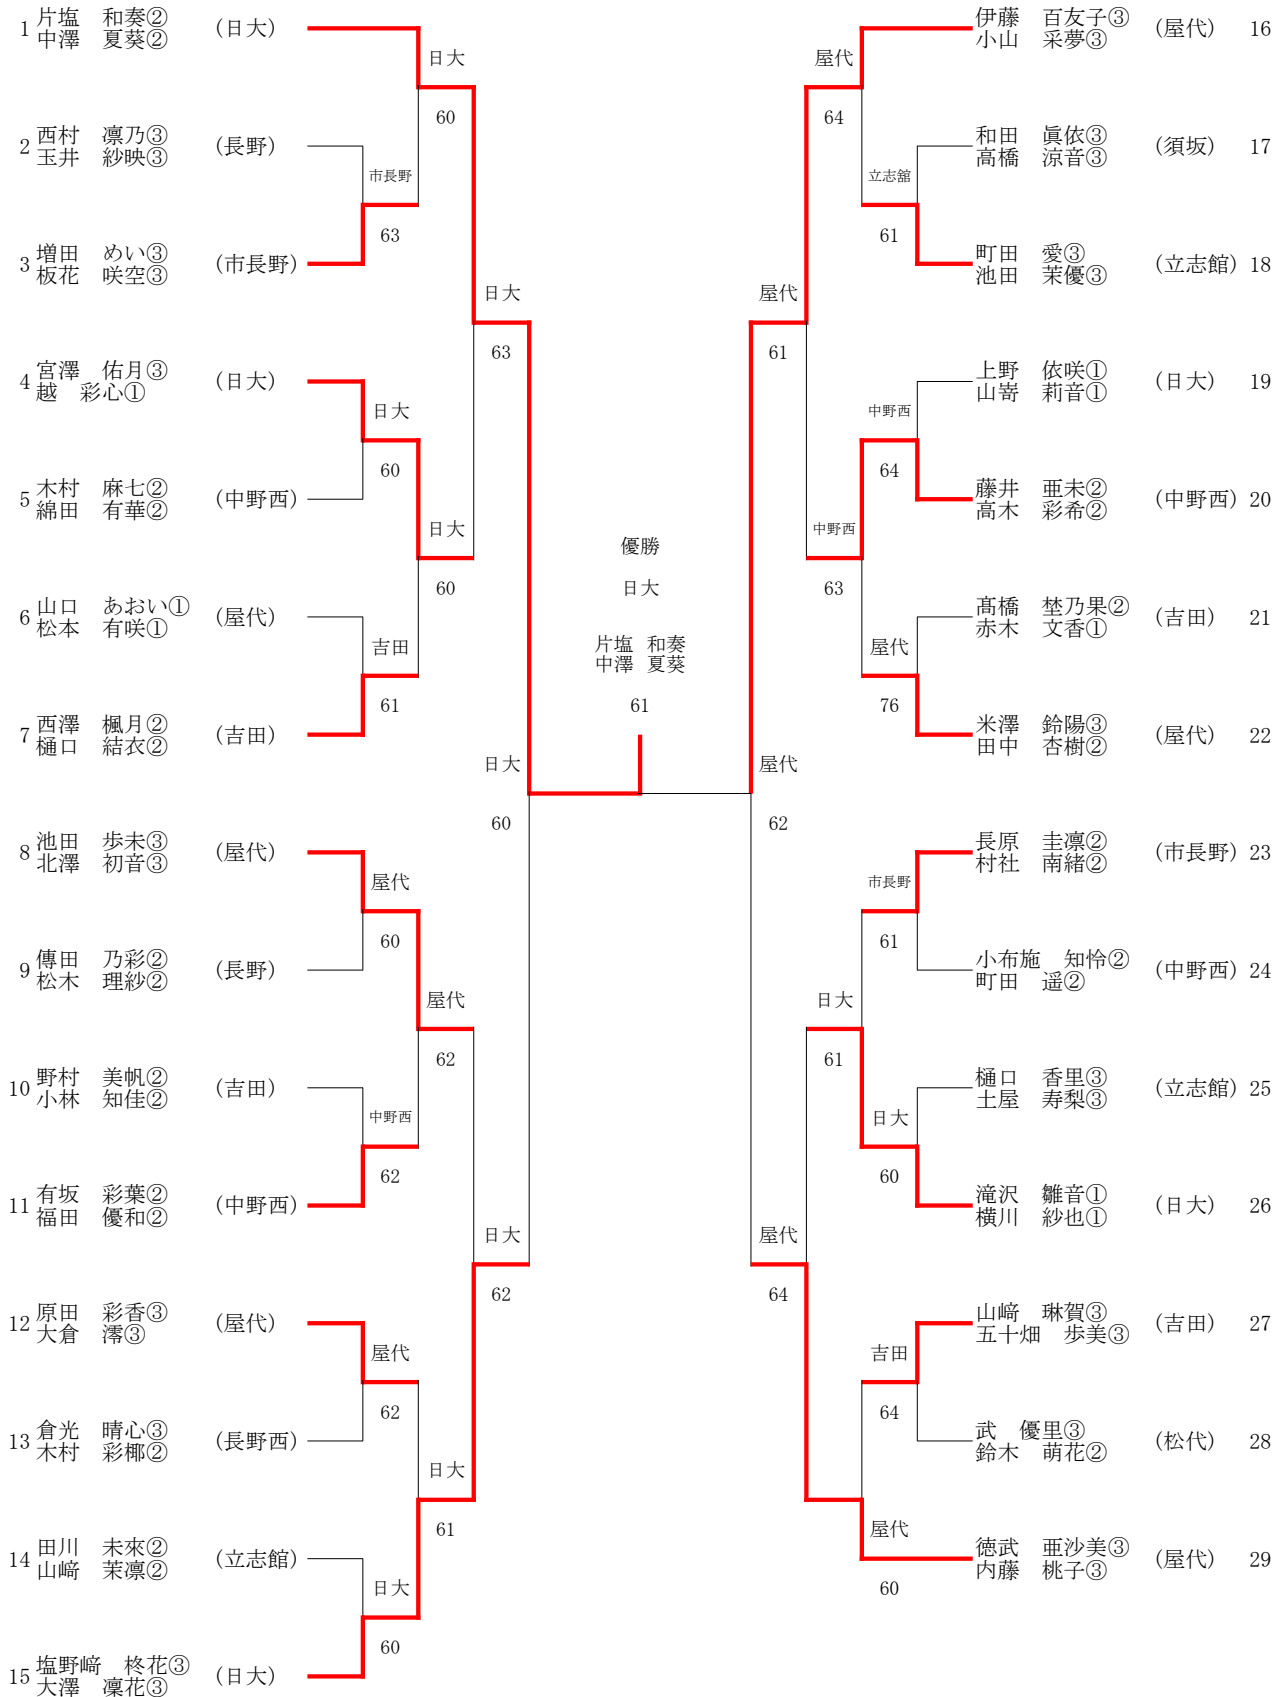 1 片塩　和奏② (日大)
中澤　夏葵②
日大
60
2 西村　凛乃③ (長野)
玉井　紗映③
市長野
63
3 増田　めい③ (市長野)
板花　咲空③
日大
63
4 宮澤　佑月③ (日大)
越　彩心①
日大
60
5 木村　麻七② (中野西)
綿田　有華②
日大
60
6 山口　あおい① (屋代)
松本　有咲①
吉田
61
7 西澤　楓月② (吉田)
樋口　結衣②
日大
60
8 池田　歩未③ (屋代)
北澤　初音③
屋代
60
9 傳田　乃彩② (長野)
松木　理紗②
屋代
62
10 野村　美帆② (吉田)
小林　知佳②
中野西
62
11 有坂　彩葉② (中野西)
福田　優和②
日大
62
12 原田　彩香③ (屋代)
大倉　澪③
屋代
62
13 倉光　晴心③ (長野西)
木村　彩椰②
日大
61
14 田川　未來② (立志館)
山﨑　茉凛②
日大
60
15 塩野﨑　柊花③ (日大)
大澤　凜花③
優勝
日大
片塩　和奏
中澤　夏葵
61
伊藤　百友子③ (屋代) 16
小山　采夢③
屋代
64
和田　眞依③ (須坂) 17
高橋　涼音③
立志舘
61
町田　愛③ (立志館) 18
池田　茉優③
屋代
61
上野　依咲① (日大) 19
山嵜　莉音①
中野西
64
藤井　亜未② (中野西) 20
高木　彩希②
中野西
63
髙橋　埜乃果② (吉田) 21
赤木　文香①
屋代
76
米澤　鈴陽③ (屋代) 22
田中　杏樹②
屋代
62
長原　圭凛② (市長野) 23
村社　南緒②
市長野
61
小布施　知怜② (中野西) 24
町田　遥②
日大
61
樋口　香里③ (立志館) 25
土屋　寿梨③
日大
60
滝沢　雛音① (日大) 26
横川　紗也①
屋代
64
山﨑　琳賀③ (吉田) 27
五十畑　歩美③
吉田
64
武　優里③ (松代) 28
鈴木　萌花②
屋代
60
徳武　亜沙美③ (屋代) 29
内藤　桃子③